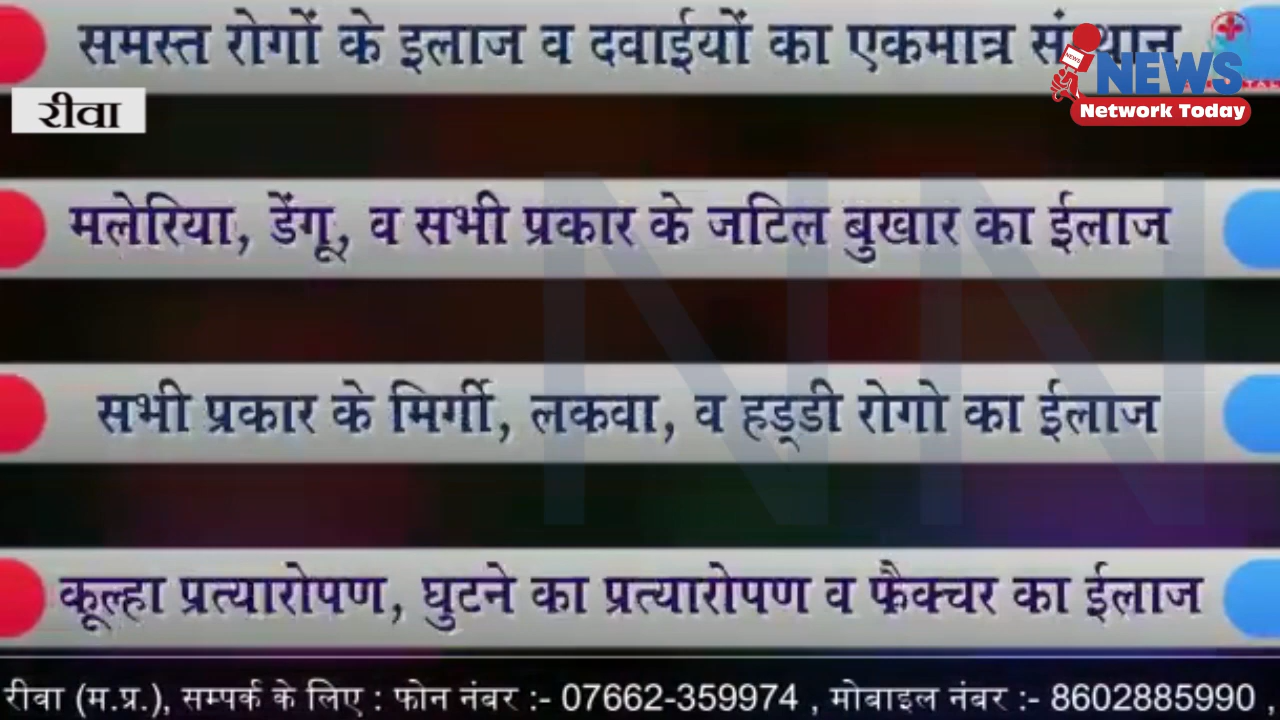 समस्त रोगों के इलाज व दवाईयों का एकमात्र संस्थान
NEWS
Network Today
रीवा
मलेरिया, डेंगू, व सभी प्रकार के जटिल बुखार का ईलाज
सभी प्रकार के मिर्गी, लकवा, व हड्डी रोगो का ईलाज
कूल्हा प्रत्यारोपण, घुटने का प्रत्यारोपण व फ्रैक्चर का ईलाज
रीवा (म.प्र.), सम्पर्क के लिए : फोन नंबर :- 07662-359974 , मोबाइल नंबर :- 8602885990 ,